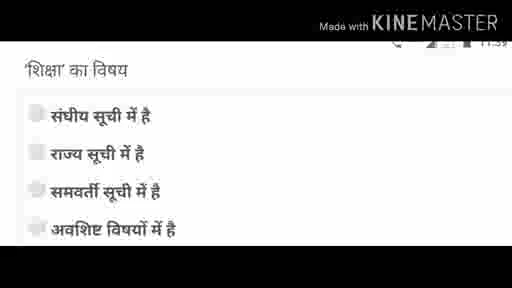 Made with KINEMASTER
'शिक्षा' का विषय
संघीय सूची में है
राज्य सूची में है
समवर्ती सूची में है
अवशिष्ट विषयों में है